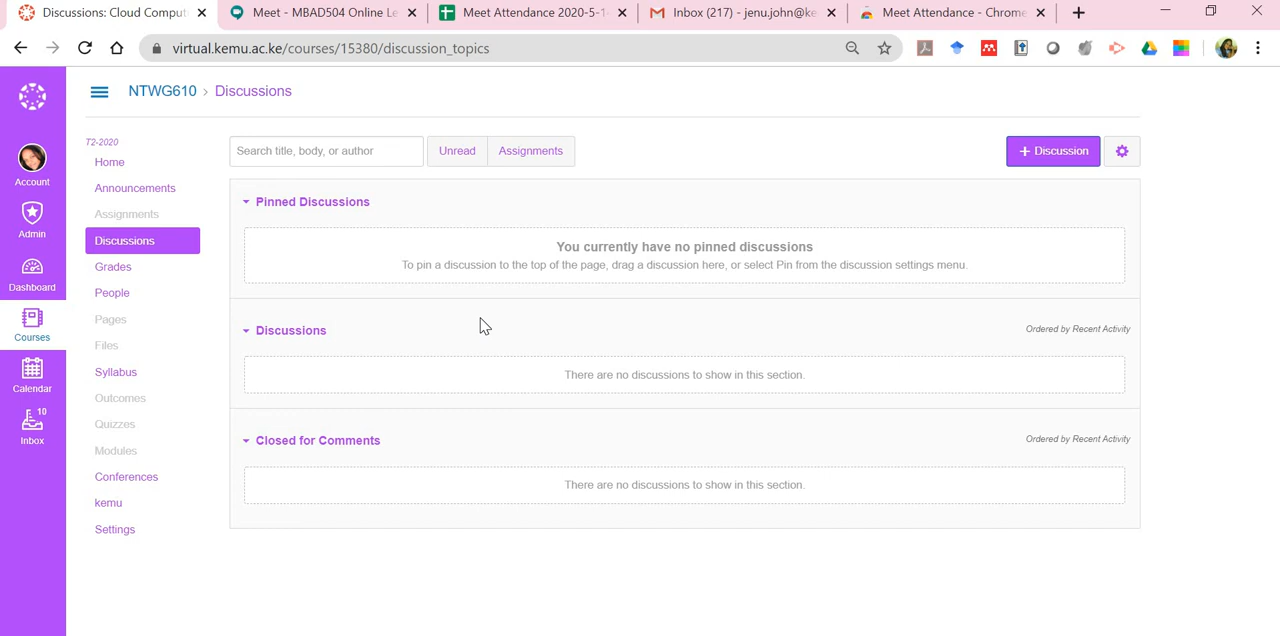 Discussions: Cloud Comput
Meet - MBAD504 Online Le
Meet Attendance 2020-5-1
Inbox (217) - jenu.john@ke
Meet Attendance - Chrome
virtual.kemu.ac.ke/courses/15380/discussion_topics
NTWG610 › Discussions
T2-2020
Home
Announcements
Assignments
Discussions
Grades
People
Pages
Files
Syllabus
Outcomes
Quizzes
Modules
Conferences
kemu
Settings
Account
Admin
Dashboard
Courses
Calendar
10
Inbox
Search title, body, or author
Unread
Assignments
+ Discussion
Pinned Discussions
You currently have no pinned discussions
To pin a discussion to the top of the page, drag a discussion here, or select Pin from the discussion settings menu.
Discussions
Ordered by Recent Activity
There are no discussions to show in this section.
Closed for Comments
Ordered by Recent Activity
There are no discussions to show in this section.